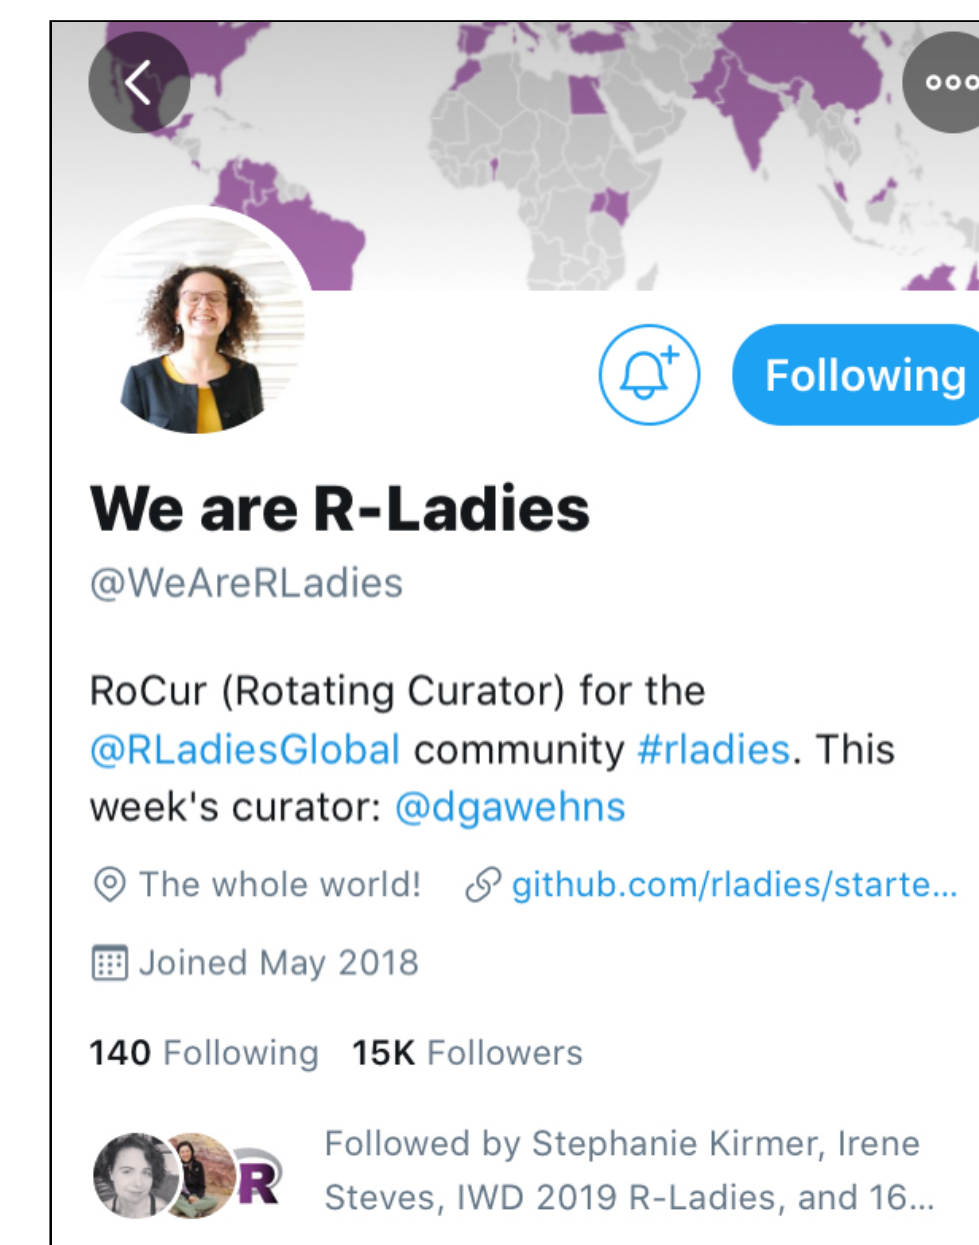 Following
We are R-Ladies
@WeAreRLadies
RoCur (Rotating Curator) for the
@RLadiesGlobal community #rladies. This
week's curator: @dgawehns
The whole world! github.com/rladies/starte...
Joined May 2018
140 Following 15K Followers
R
Followed by Stephanie Kirmer, Irene
Steves, IWD 2019 R-Ladies, and 16...